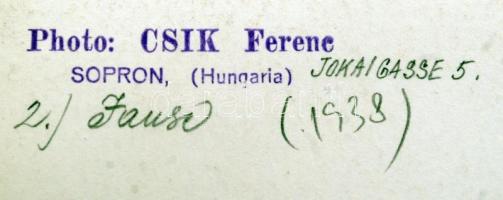 Photo: CSIK Ferenc
SOPRON, (Hungaria) JOKAIGASSE 5.
2.) (1938)